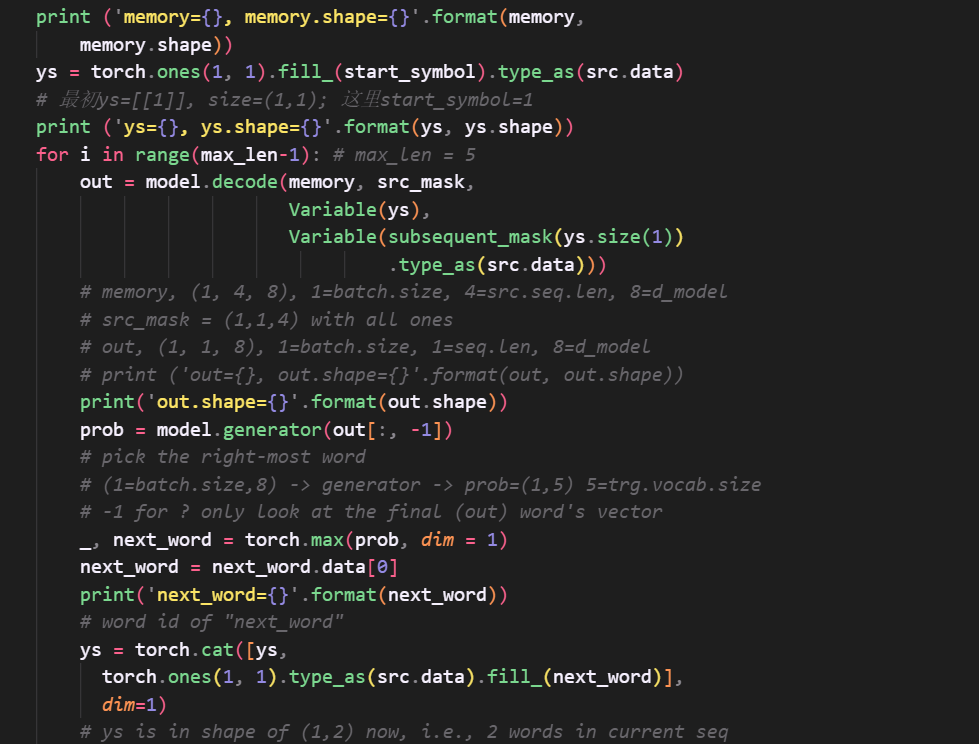 print ('memory={}, memory.shape={}'.format(memory,
    memory.shape))
ys = torch.ones(1, 1).fill_(start_symbol).type_as(src.data)
# 最初ys=[[1]], size=(1,1); 这里start_symbol=1
print ('ys={}, ys.shape={}'.format(ys, ys.shape))
for i in range(max_len-1): # max_len = 5
    out = model.decode(memory, src_mask,
                       Variable(ys),
                       Variable(subsequent_mask(ys.size(1))
                                .type_as(src.data)))
    # memory, (1, 4, 8), 1=batch.size, 4=src.seq.len, 8=d_model
    # src_mask = (1,1,4) with all ones
    # out, (1, 1, 8), 1=batch.size, 1=seq.len, 8=d_model
    # print ('out={}, out.shape={}'.format(out, out.shape))
    print('out.shape={}'.format(out.shape))
    prob = model.generator(out[:, -1])
    # pick the right-most word
    # (1=batch.size,8) -> generator -> prob=(1,5) 5=trg.vocab.size
    # -1 for ? only look at the final (out) word's vector
    _, next_word = torch.max(prob, dim = 1)
    next_word = next_word.data[0]
    print('next_word={}'.format(next_word))
    # word id of "next_word"
    ys = torch.cat([ys,
      torch.ones(1, 1).type_as(src.data).fill_(next_word)],
      dim=1)
    # ys is in shape of (1,2) now, i.e., 2 words in current seq